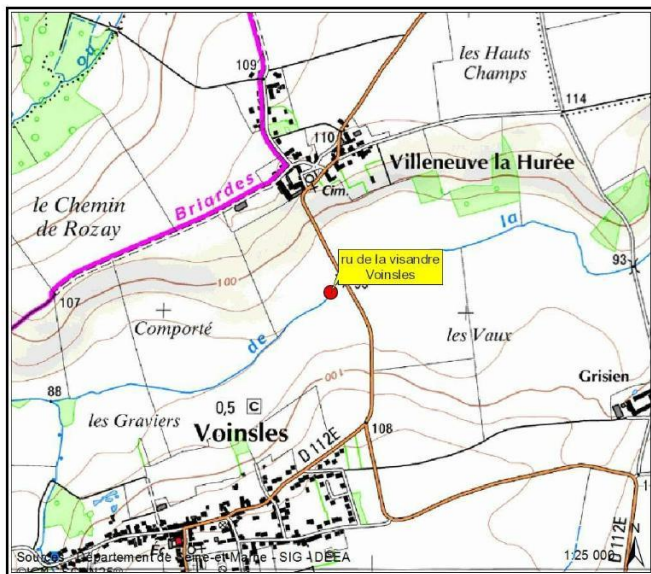 ou
109
les Hauts
Champs
114
110
Villeneuve la Hurée
Cim.
Briardes
le Chemin
de Rozay
la
ru de la visandre
Voinsles
93
107
100
Comporté
de
les Vaux
88
100
Grisien
les Graviers
0,5 C
Voinsles
D 112E
108
D 112E
Sources : Département de Seine-et-Marne - SIG - DEEA
1:25 000
N